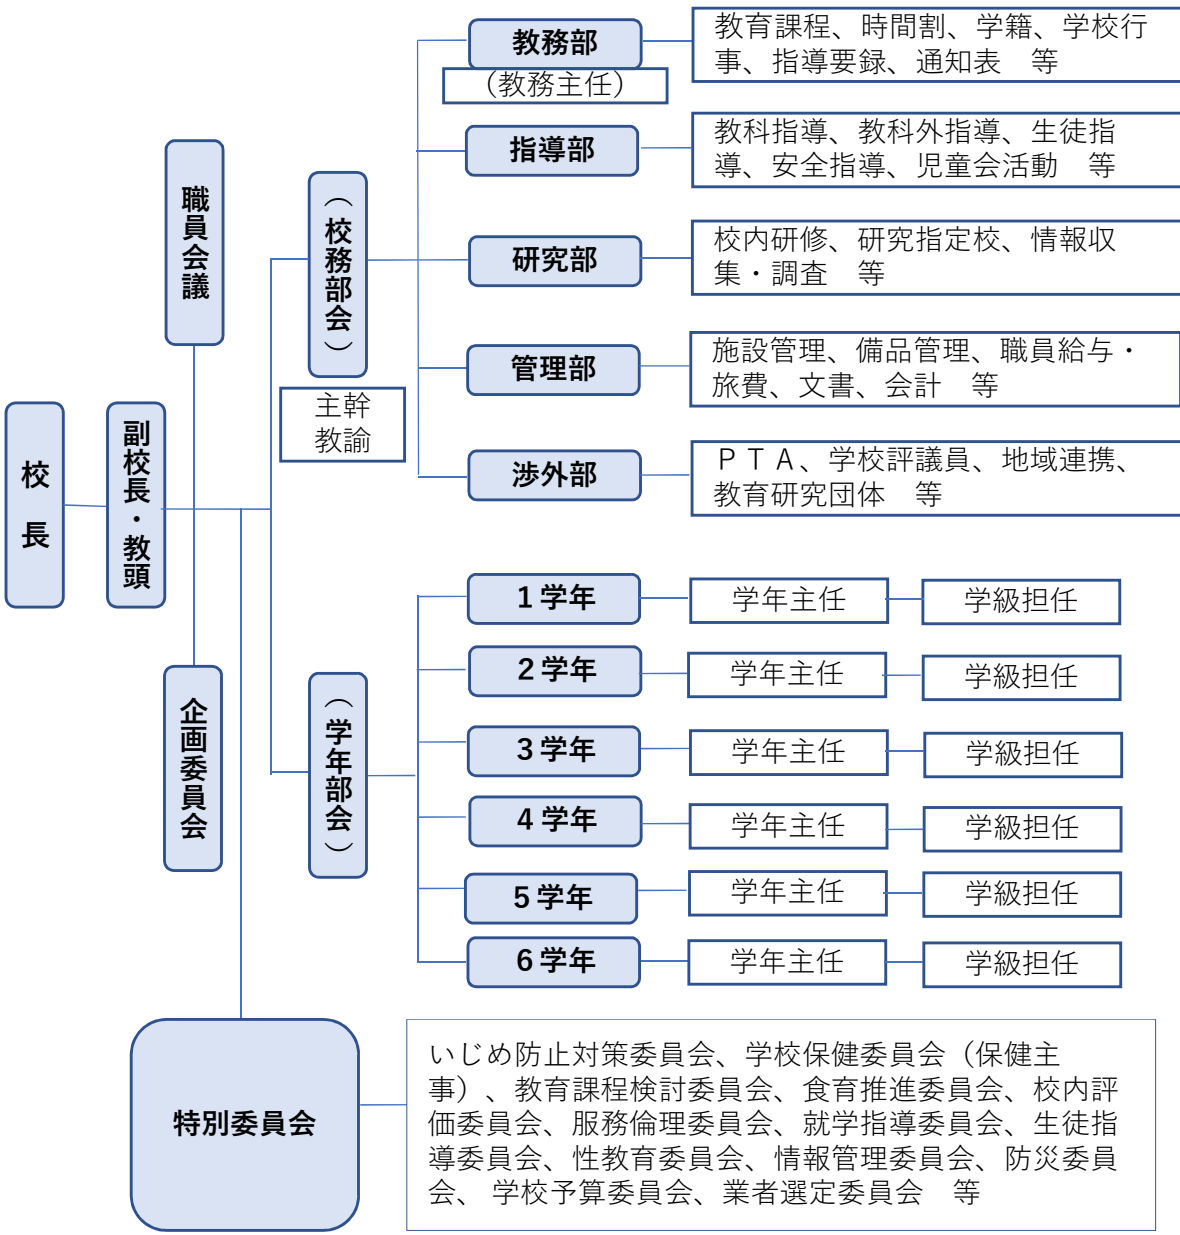 校長
副校長・教頭
職員会議
企画委員会
（校務部会）
主幹
教諭
教務部
（教務主任）
教育課程、時間割、学籍、学校行
事、指導要録、通知表　等
指導部
教科指導、教科外指導、生徒指
導、安全指導、児童会活動　等
研究部
校内研修、研究指定校、情報収
集・調査　等
管理部
施設管理、備品管理、職員給与・
旅費、文書、会計　等
渉外部
ＰＴＡ、学校評議員、地域連携、
教育研究団体　等
（学年部会）
1学年
学年主任
学級担任
2学年
学年主任
学級担任
3学年
学年主任
学級担任
4学年
学年主任
学級担任
5学年
学年主任
学級担任
6学年
学年主任
学級担任
特別委員会
いじめ防止対策委員会、学校保健委員会（保健主
事）、教育課程検討委員会、食育推進委員会、校内評
価委員会、服務倫理委員会、就学指導委員会、生徒指
導委員会、性教育委員会、情報管理委員会、防災委員
会、 学校予算委員会、業者選定委員会　等